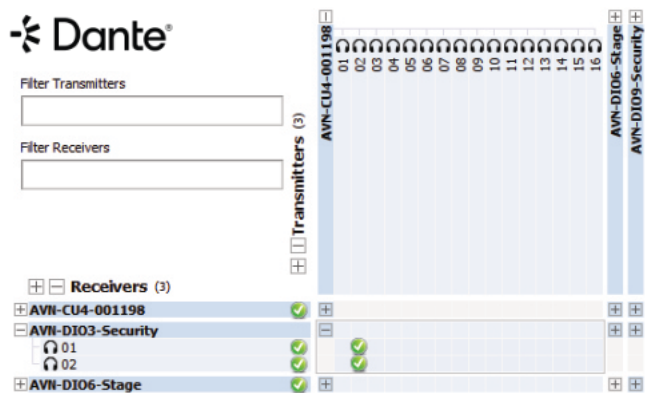 Dante®
Filter Transmitters
Filter Receivers
Transmitters (3)
AVN-CU4-001198
01
02
03
04
05
06
07
08
09
10
11
12
13
14
15
16
AVN-DIO6-Stage
AVN-DIO9-Security
Receivers (3)
AVN-CU4-001198
AVN-DIO3-Security
01
02
AVN-DIO6-Stage